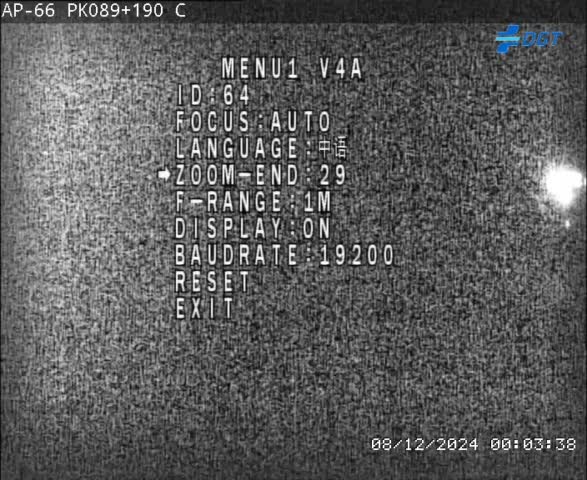 AP-66 PK089+190 C
DGT
MENU1 V4A
ID:64
FOCUS:AUTO
LANGUAGE:中语
ZOOM-END:29
F-RANGE:1M
DISPLAY:ON
BAUDRATE:19200
RESET
EXIT
08/12/2024 00:03:38